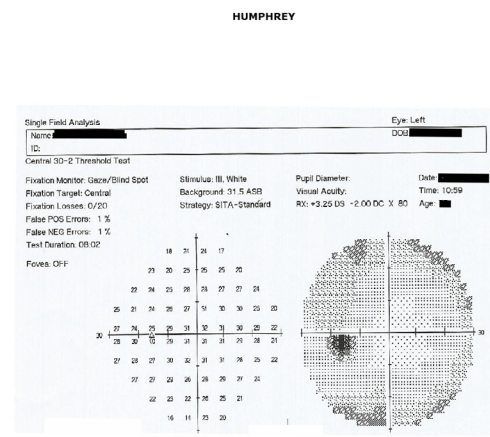 HUMPHREY
Single Field Analysis Eye: Left
Name: DOB:
ID:
Central 30-2 Threshold Test
Fixation Monitor: Gaze/Blind Spot Stimulus: III, White Pupil Diameter: Date:
Fixation Target: Central Background: 31.5 ASB Visual Acuity: Time: 10:59
Fixation Losses: 0/20 Strategy: SITA-Standard RX: +3.25 DS -2.00 DC X 80 Age:
False POS Errors: 1 %
False NEG Errors: 1 %
Test Duration: 08:02
Fovea: OFF
18 24 24 17
23 20 25 25 25 20
22 24 25 28 28 27 27 24
25 21 24 26 27 31 30 30 25 20
27 24 25 29 31 32 31 30 29 22
30 30
28 30 29 31 31 31 29 28 24
27 28 27 30 32 31 31 28 25 22
27 27 29 26 28 29 27 24
22 23 22 26 25 21
16 14 23 20